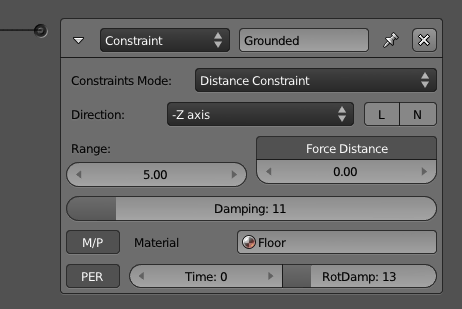 Constraint Grounded
Constraints Mode: Distance Constraint
Direction: -Z axis L N
Range: Force Distance
5.00 0.00
Damping: 11
M/P Material Floor
PER Time: 0 RotDamp: 13